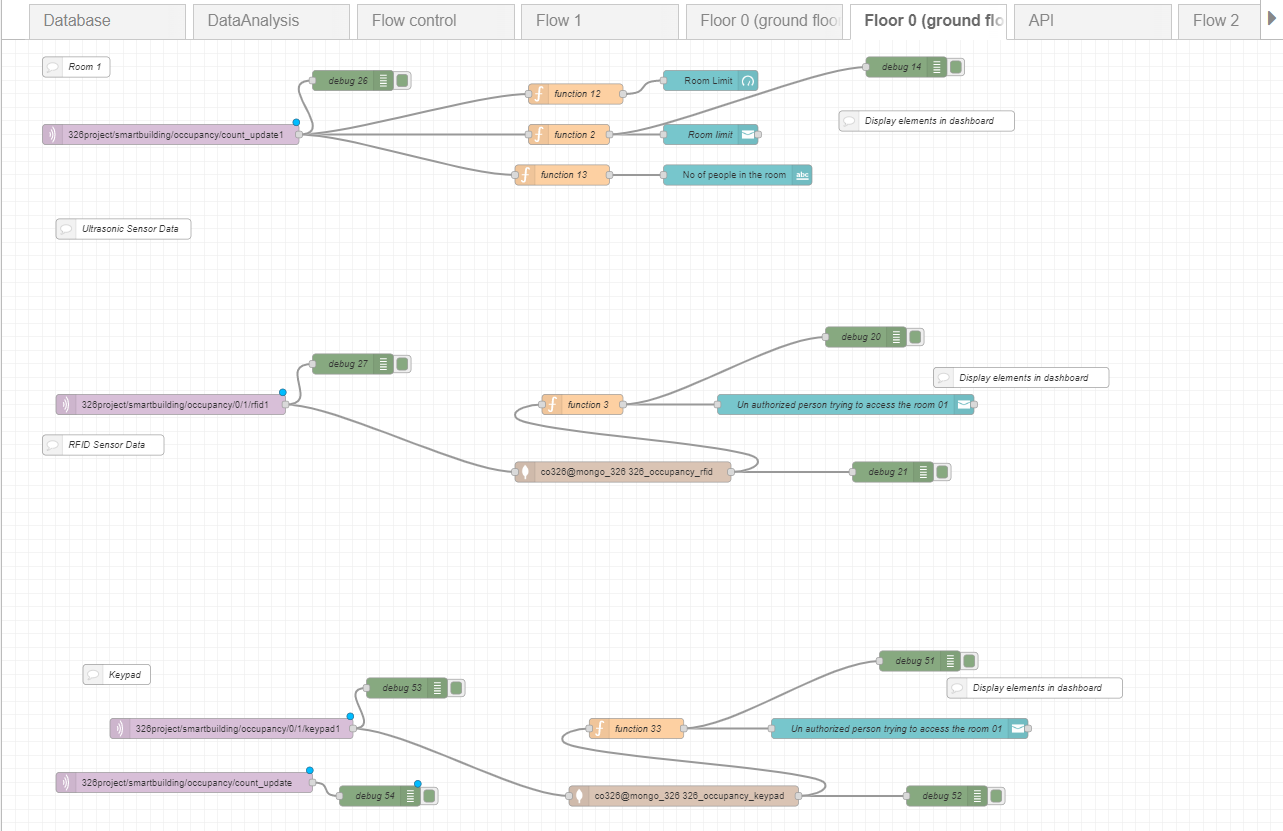 Database
DataAnalysis
Flow control
Flow 1
Floor 0 (ground floo
Floor 0 (ground flo
API
Flow 2
Room 1
debug 26
debug 14
function 12
Room Limit
Display elements in dashboard
326project/smartbuilding/occupancy/count_update1
function 2
Room limit
function 13
No of people in the room
abc
Ultrasonic Sensor Data
debug 20
debug 27
Display elements in dashboard
326project/smartbuilding/occupancy/0/1/rfid1
function 3
Un authorized person trying to access the room 01
RFID Sensor Data
co326@mongo_326 326_occupancy_rfid
debug 21
debug 51
Keypad
debug 53
Display elements in dashboard
326project/smartbuilding/occupancy/0/1/keypad1
function 33
Un authorized person trying to access the room 01
326project/smartbuilding/occupancy/count_update
debug 54
co326@mongo_326 326_occupancy_keypad
debug 52